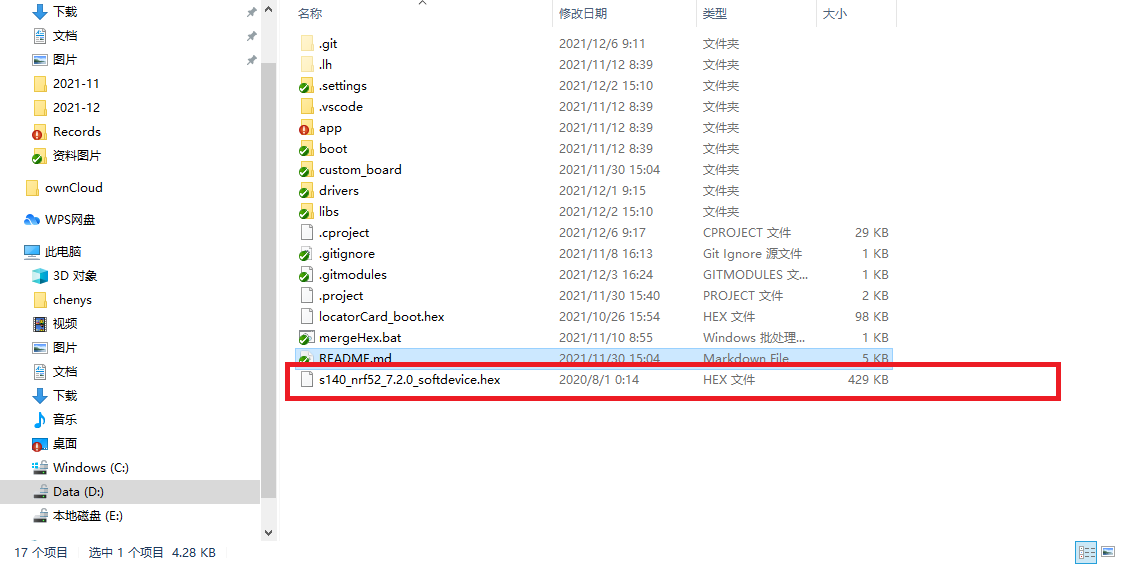 下载
文档
图片
2021-11
2021-12
Records
资料图片
ownCloud
WPS网盘
此电脑
3D 对象
chenys
视频
图片
文档
下载
音乐
桌面
Windows (C:)
Data (D:)
本地磁盘 (E:)
名称 修改日期 类型 大小
.git 2021/12/6 9:11 文件夹
.lh 2021/11/12 8:39 文件夹
.settings 2021/12/2 15:10 文件夹
.vscode 2021/11/12 8:39 文件夹
app 2021/11/12 8:39 文件夹
boot 2021/11/12 8:39 文件夹
custom_board 2021/11/30 15:04 文件夹
drivers 2021/12/1 9:15 文件夹
libs 2021/12/2 15:10 文件夹
.cproject 2021/12/6 9:17 CPROJECT 文件 29 KB
.gitignore 2021/11/8 16:13 Git Ignore 源文件 1 KB
.gitmodules 2021/12/3 16:24 GITMODULES 文... 1 KB
.project 2021/11/30 15:40 PROJECT 文件 2 KB
locatorCard_boot.hex 2021/10/26 15:54 HEX 文件 98 KB
mergeHex.bat 2021/11/10 8:55 Windows 批处理... 1 KB
README.md 2021/11/30 15:04 Markdown File 5 KB
s140_nrf52_7.2.0_softdevice.hex 2020/8/1 0:14 HEX 文件 429 KB
17 个项目 选中 1 个项目 4.28 KB